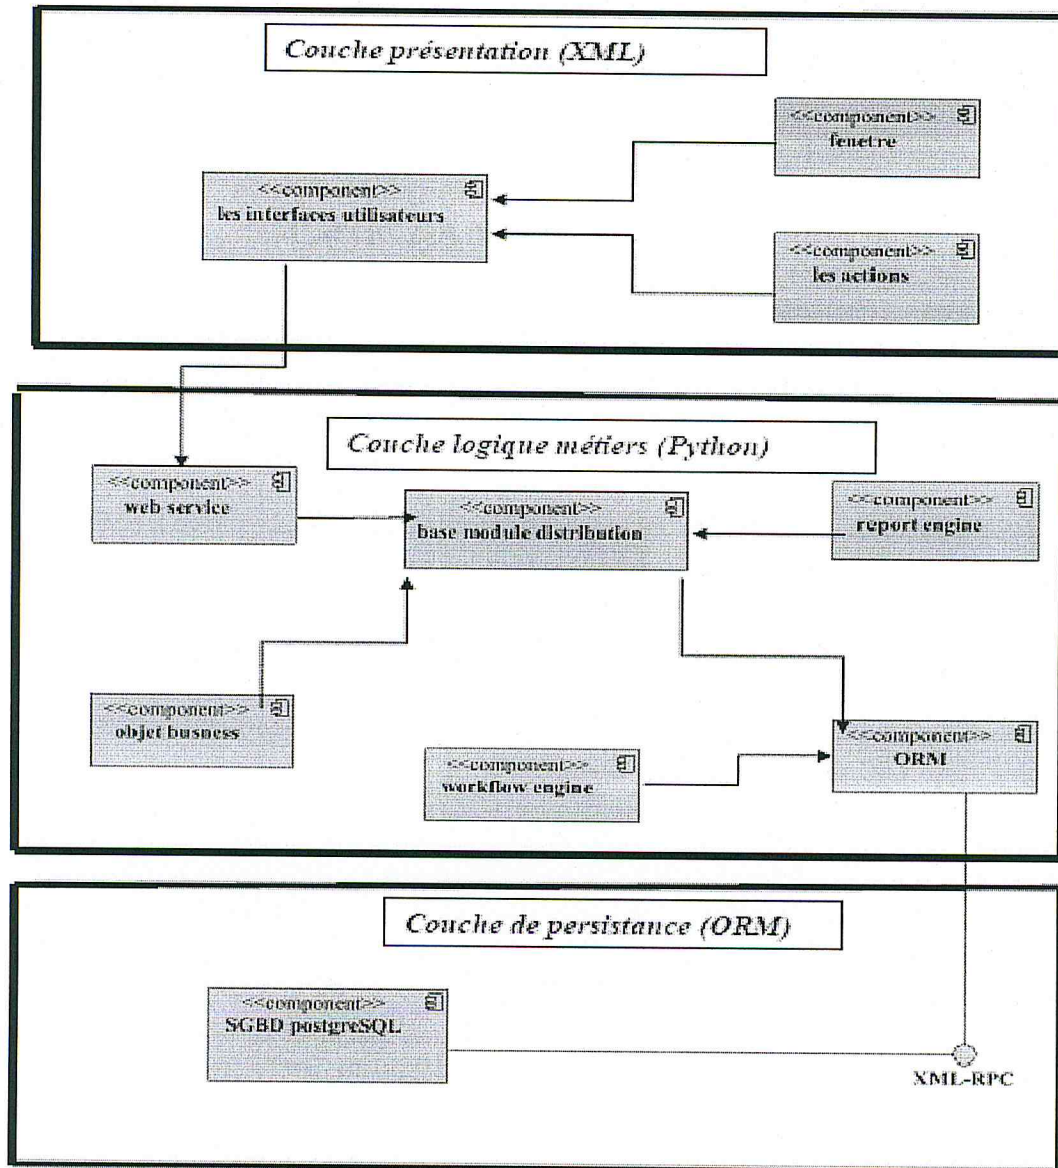 Couche présentation (XML)
<<component>>
fenetre
<<component>>
les interfaces utilisateurs
<<component>>
les actions
Couche logique métiers (Python)
<<component>>
web service
<<component>>
base module distribution
<<component>>
report engine
<<component>>
objet busness
<<component>>
workflow engine
<<component>>
ORM
Couche de persistance (ORM)
<<component>>
SGBD postgreSQL
XML-RPC